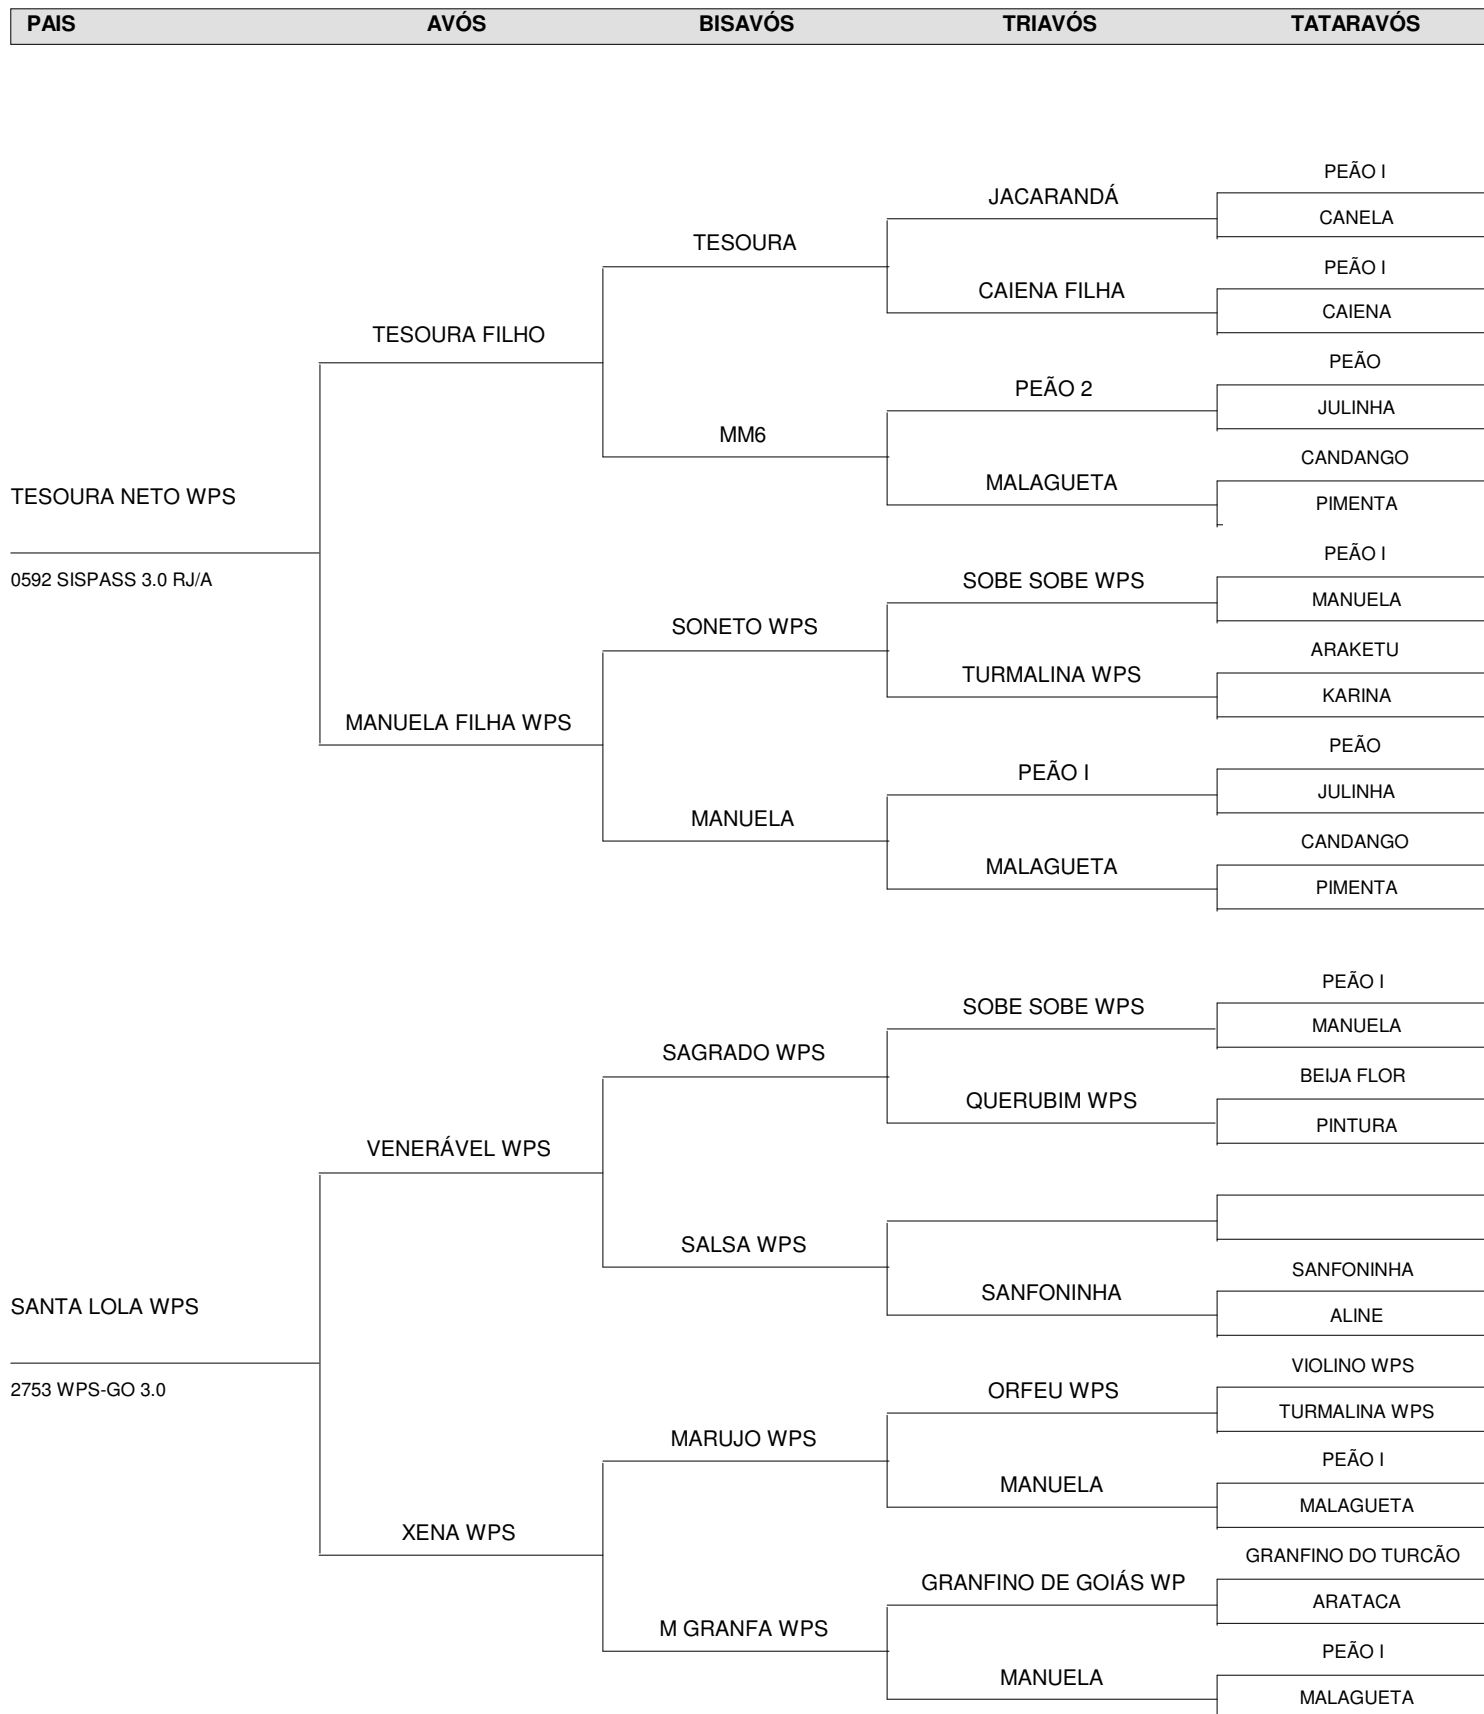 PAIS AVÓS BISAVÓS TRIAVÓS TATARAVÓS
PEÃO I
JACARANDÁ
CANELA
TESOURA
PEÃO I
CAIENA FILHA
CAIENA
TESOURA FILHO
PEÃO
PEÃO 2
JULINHA
MM6
CANDANGO
MALAGUETA
TESOURA NETO WPS
PIMENTA
PEÃO I
0592 SISPASS 3.0 RJ/A
SOBE SOBE WPS
MANUELA
SONETO WPS
ARAKETU
TURMALINA WPS
KARINA
MANUELA FILHA WPS
PEÃO
PEÃO I
JULINHA
MANUELA
CANDANGO
MALAGUETA
PIMENTA
PEÃO I
SOBE SOBE WPS
MANUELA
SAGRADO WPS
BEIJA FLOR
QUERUBIM WPS
PINTURA
VENERÁVEL WPS
SALSA WPS
SANFONINHA
SANFONINHA
SANTA LOLA WPS
ALINE
VIOLINO WPS
2753 WPS-GO 3.0
ORFEU WPS
TURMALINA WPS
MARUJO WPS
PEÃO I
MANUELA
MALAGUETA
XENA WPS
GRANFINO DO TURCÃO
GRANFINO DE GOIÁS WP
ARATACA
M GRANFA WPS
PEÃO I
MANUELA
MALAGUETA